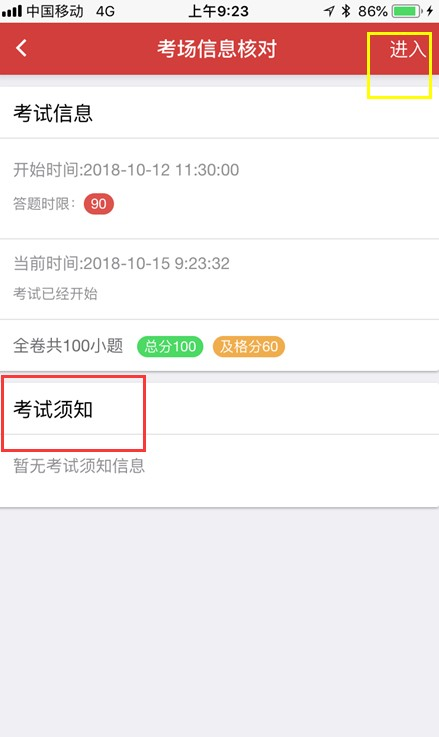 中国移动 4G 上午9:23 86%
考场信息核对 进入
考试信息
开始时间:2018-10-12 11:30:00
答题时限: 90
当前时间:2018-10-15 9:23:32
考试已经开始
全卷共100小题 总分100 及格分60
考试须知
暂无考试须知信息